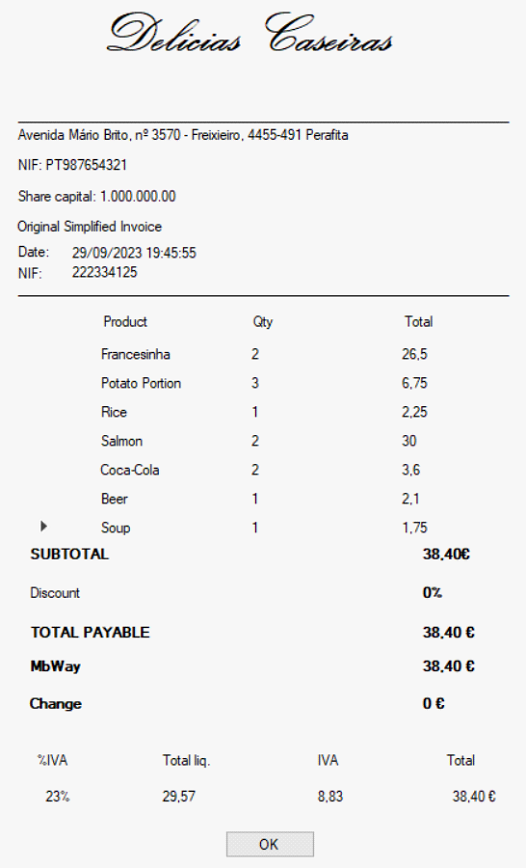 Delicias Caseiras
Avenida Mário Brito, nº 3570 - Freixieiro, 4455-491 Perafita
NIF: PT987654321
Share capital: 1.000.000.00
Original Simplified Invoice
Date: 29/09/2023 19:45:55
NIF: 222334125
Product Qty Total
Francesinha 2 26,5
Potato Portion 3 6,75
Rice 1 2,25
Salmon 2 30
Coca-Cola 2 3,6
Beer 1 2,1
Soup 1 1,75
SUBTOTAL 38,40€
Discount 0%
TOTAL PAYABLE 38,40 €
MbWay 38,40 €
Change 0 €
%IVA Total liq. IVA Total
23% 29,57 8,83 38,40 €
OK